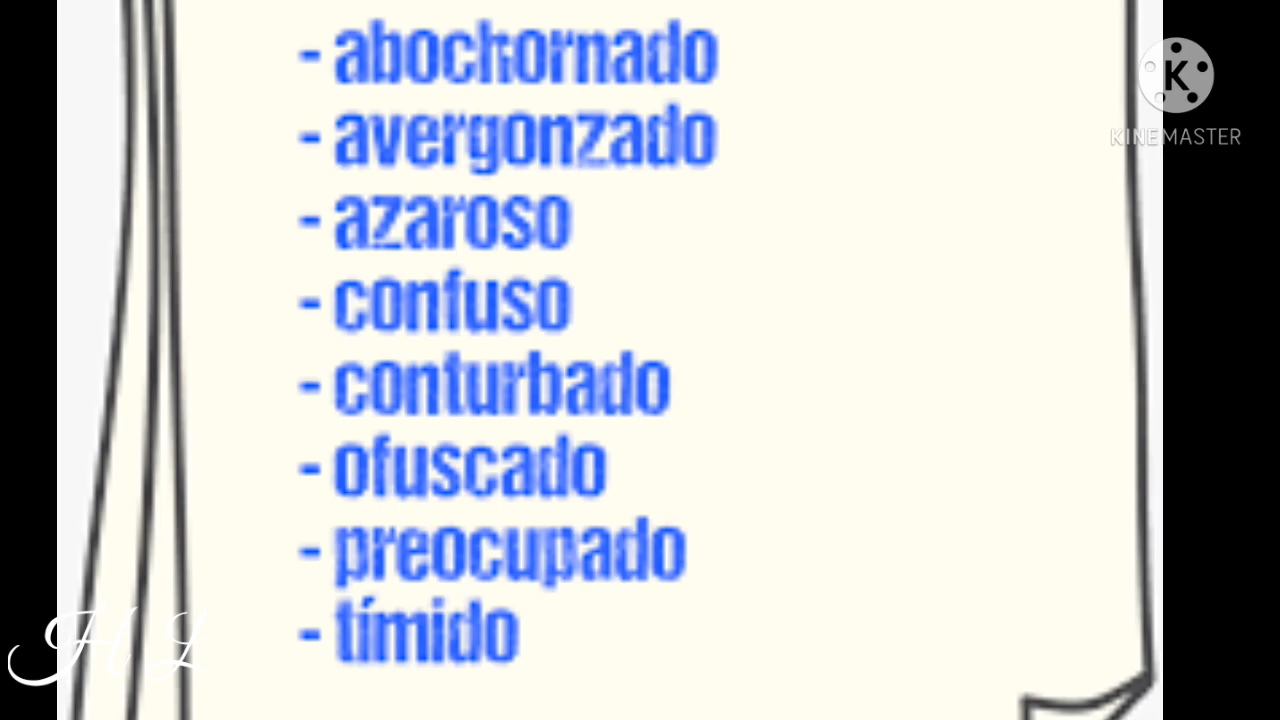 - abochornado
- avergonzado
- azaroso
- confuso
- conturbado
- ofuscado
- preocupado
- tímido
K
KINEMASTER
H L